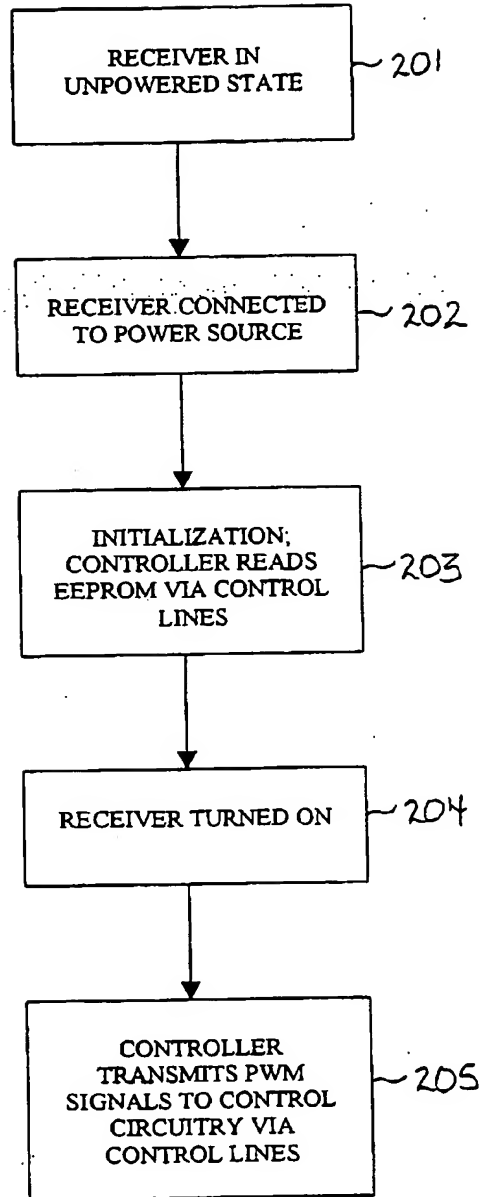 RECEIVER IN
UNPOWERED STATE
201
RECEIVER CONNECTED
TO POWER SOURCE
202
INITIALIZATION;
CONTROLLER READS
EEPROM VIA CONTROL
LINES
203
RECEIVER TURNED ON
204
CONTROLLER
TRANSMITS PWM
SIGNALS TO CONTROL
CIRCUITRY VIA
CONTROL LINES
205